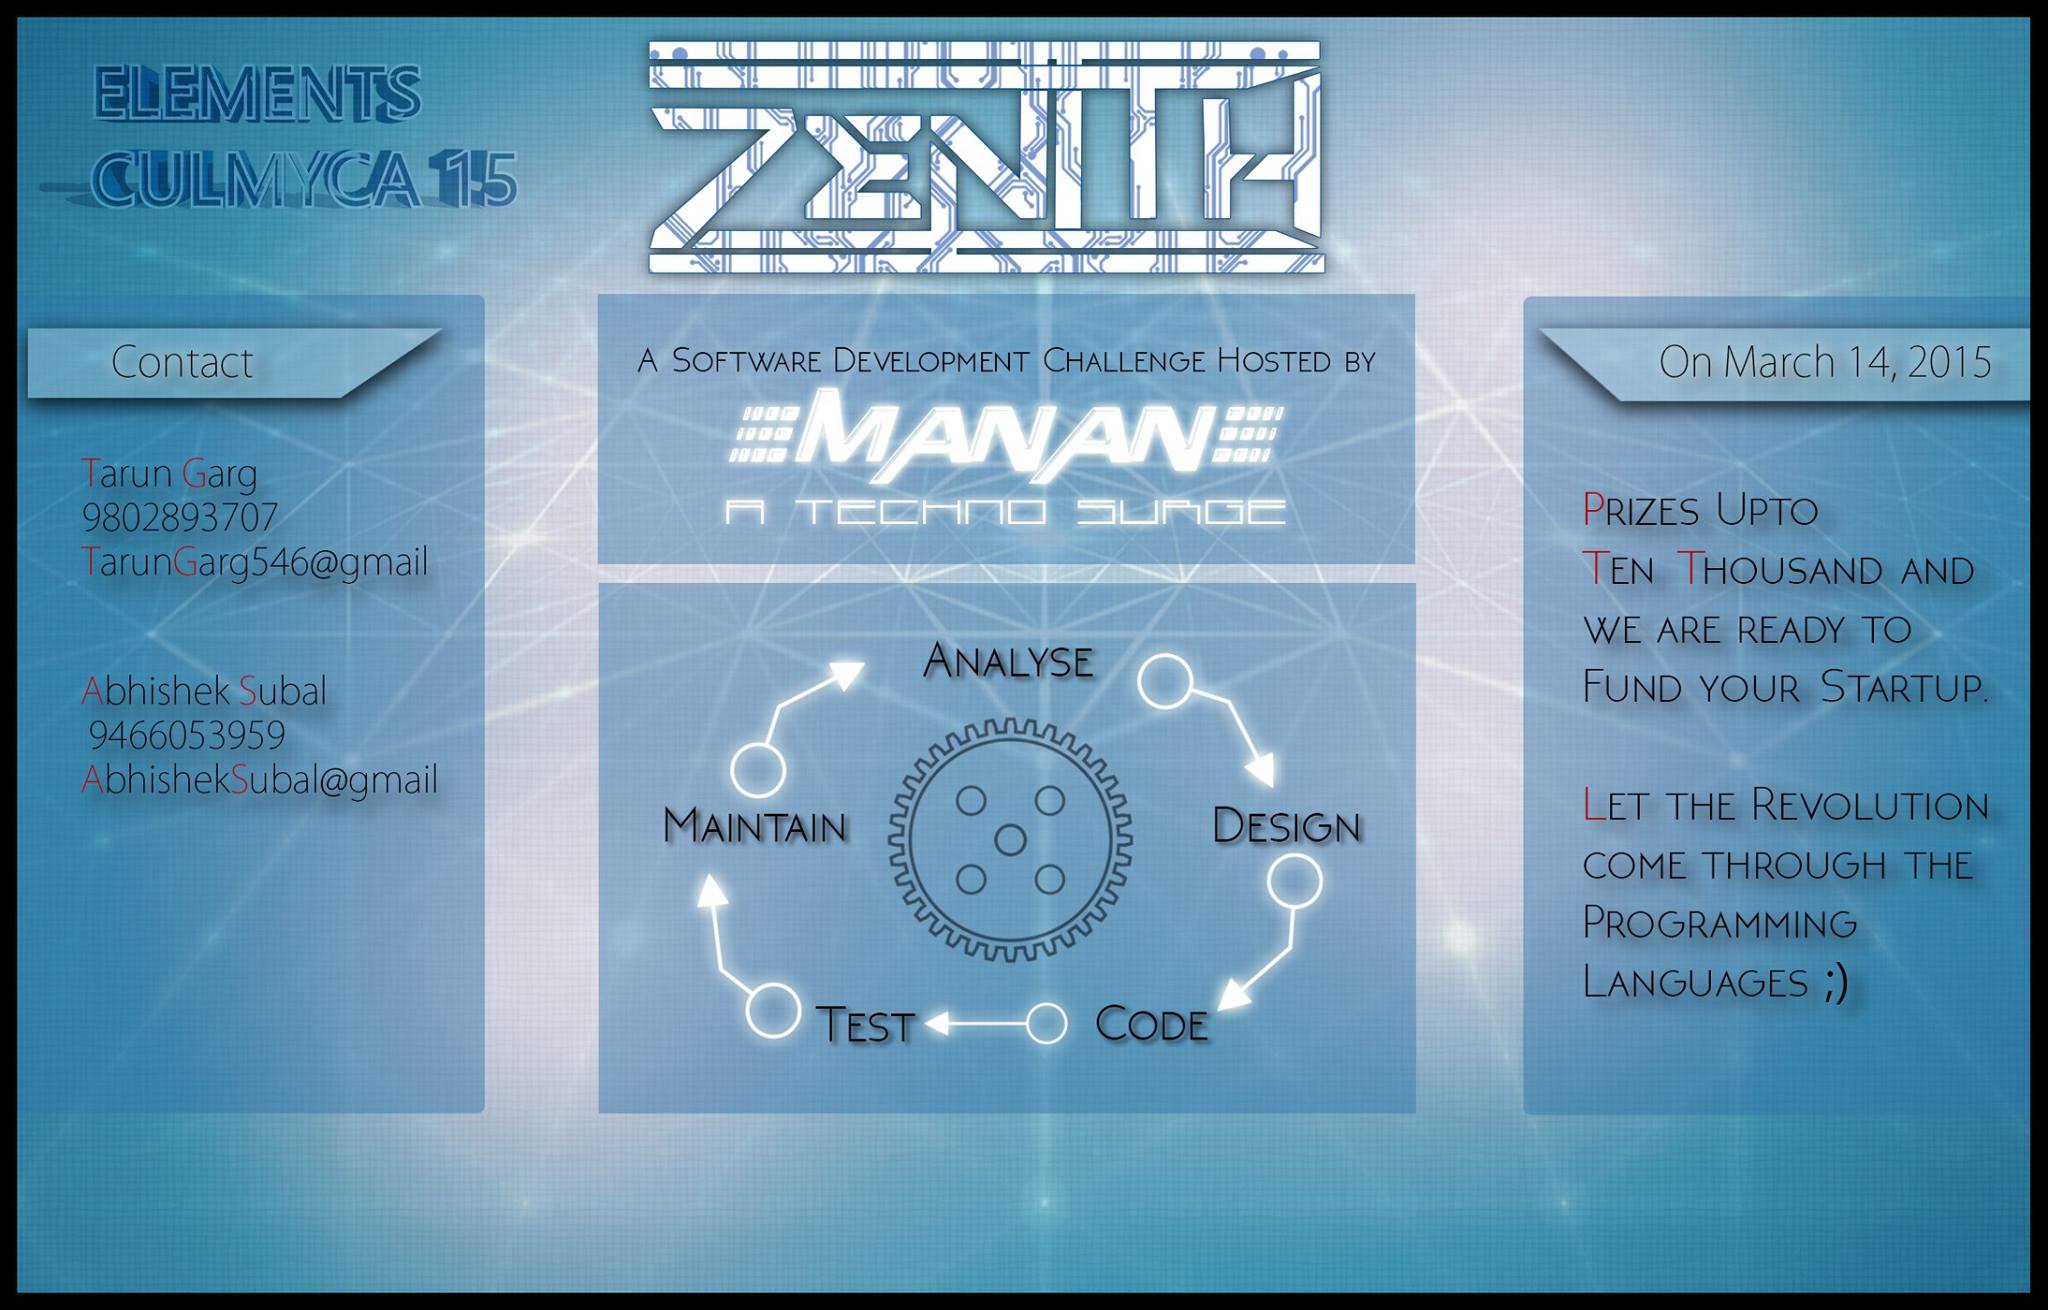 ELEMENTS
CULMYCA 15
ZENITH
Contact
Tarun Garg
9802893707
TarunGarg546@gmail
Abhishek Subal
9466053959
AbhishekSubal@gmail
A Software Development Challenge Hosted by
MANAN
A TECHNO SURGE
Analyse
Design
Code
Test
Maintain
On March 14, 2015
Prizes Upto
Ten Thousand and
we are ready to
Fund your Startup.
Let the Revolution
come through the
Programming
Languages ;)